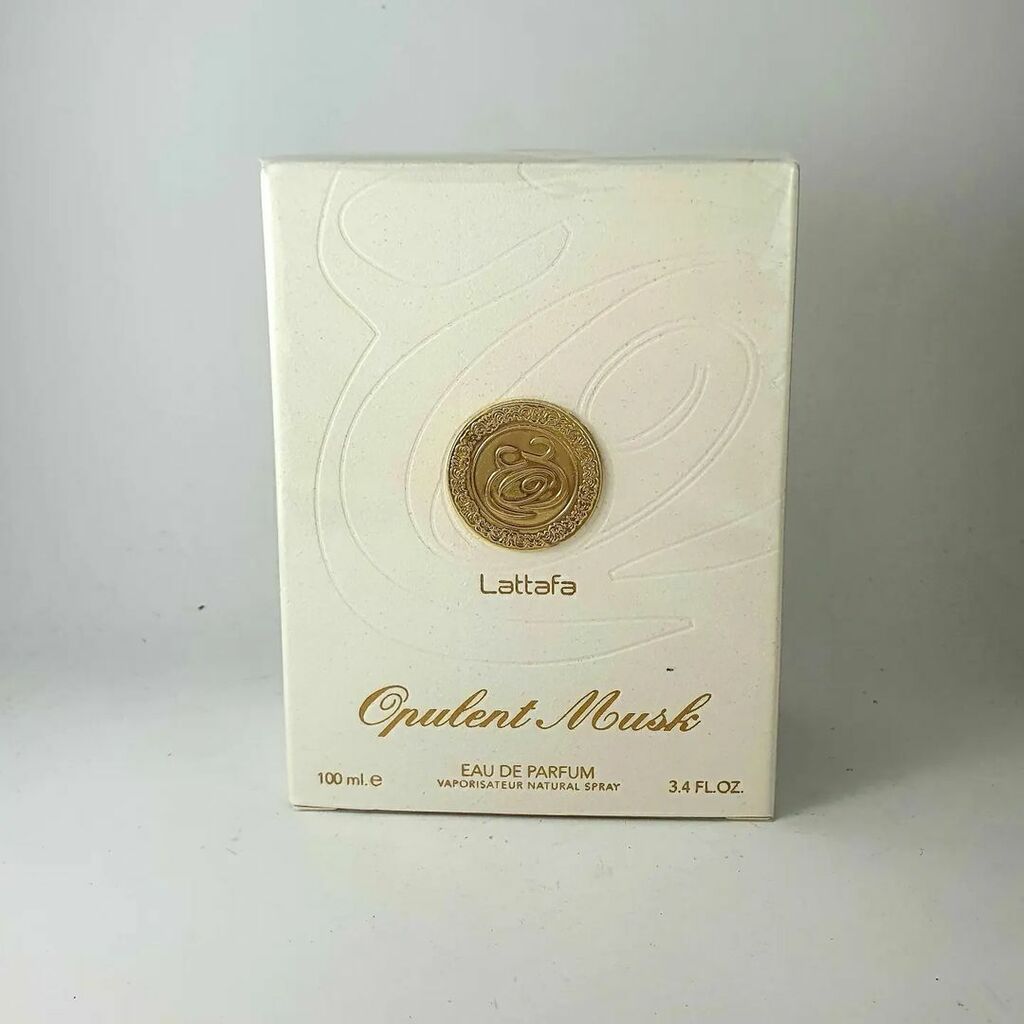 Lattafa
Opulent Musk
EAU DE PARFUM
VAPORISATEUR NATURAL SPRAY
100 ml. e
3.4 FL.OZ.